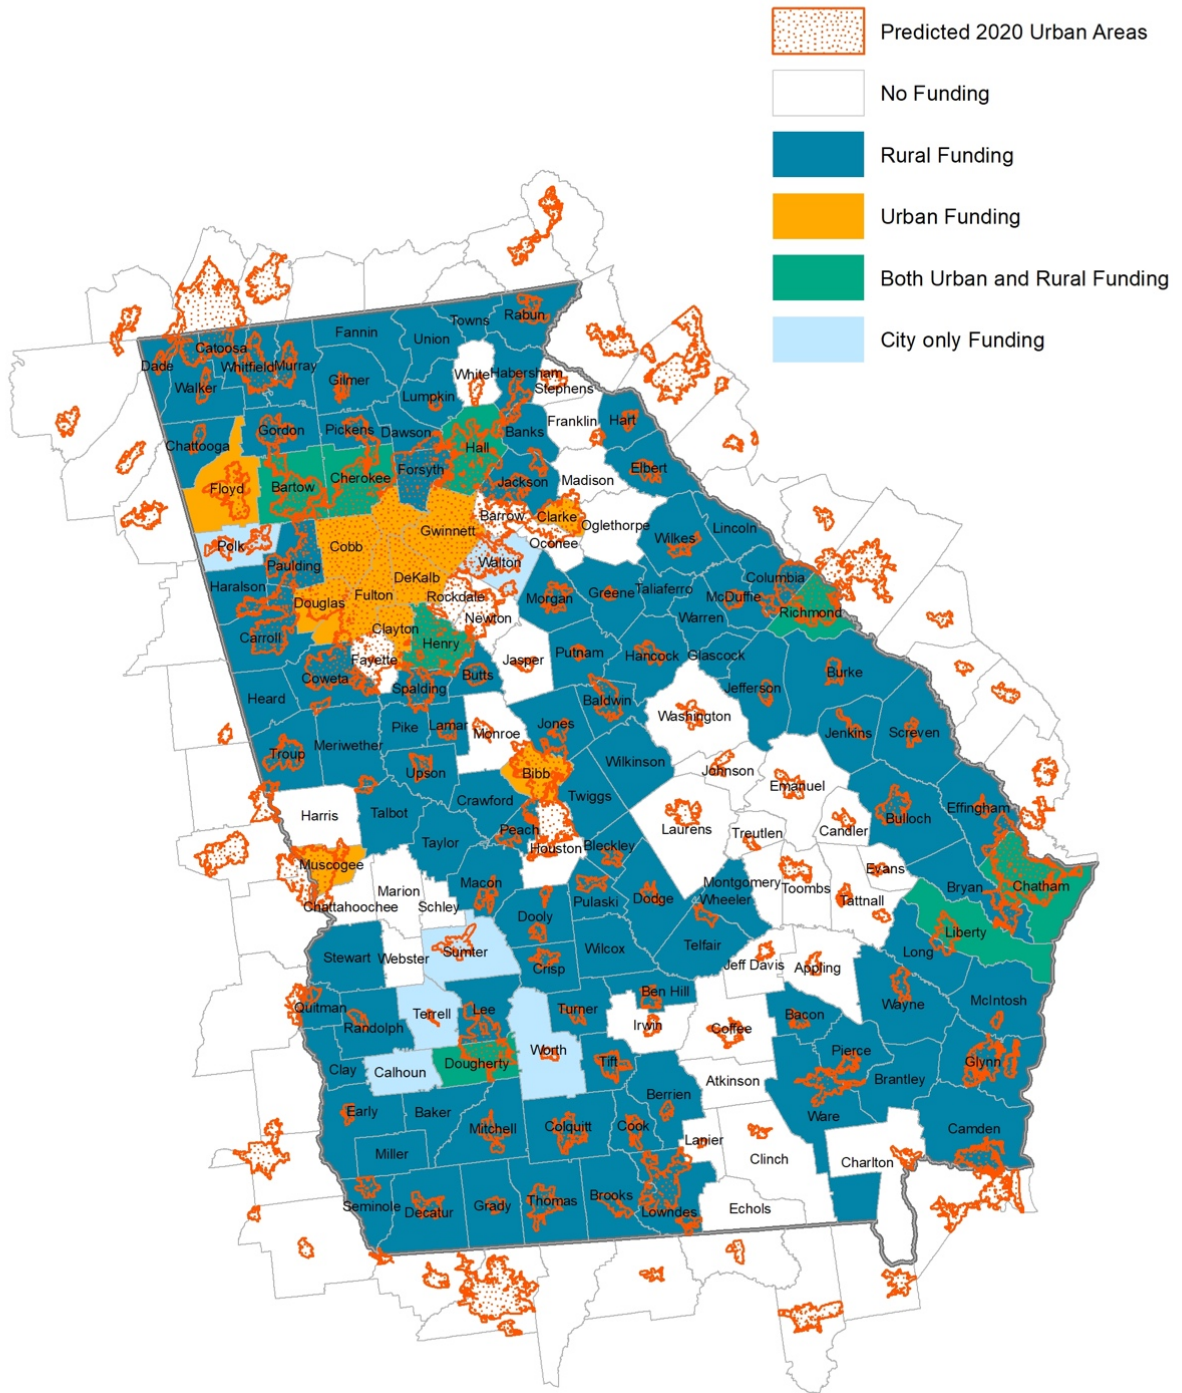 Predicted 2020 Urban Areas
No Funding
Rural Funding
Urban Funding
Both Urban and Rural Funding
City only Funding
Rabun
Towns
Fannin
Union
Catoosa
Dade
Whitfield
Murray
Walker
Gilmer
White
Habersham
Stephens
Lumpkin
Franklin
Hart
Gordon
Pickens
Dawson
Banks
Chattooga
Hall
Floyd
Bartow
Cherokee
Forsyth
Jackson
Madison
Elbert
Barrow
Clarke
Oglethorpe
Gwinnett
Lincoln
Wilkes
Polk
Cobb
Oconee
Walton
Paulding
DeKalb
Columbia
Haralson
Fulton
Rockdale
Morgan
Greene
Taliaferro
McDuffie
Douglas
Newton
Warren
Richmond
Carroll
Clayton
Henry
Fayette
Jasper
Putnam
Hancock
Glascock
Coweta
Spalding
Butts
Burke
Heard
Jefferson
Baldwin
Washington
Pike
Lamar
Monroe
Jones
Jenkins
Screven
Troup
Meriwether
Upson
Bibb
Wilkinson
Johnson
Emanuel
Harris
Talbot
Crawford
Twiggs
Effingham
Bulloch
Peach
Laurens
Treutlen
Candler
Taylor
Houston
Bleckley
Muscogee
Evans
Marion
Macon
Montgomery
Toombs
Bryan
Chatham
Chattahoochee
Schley
Pulaski
Dodge
Wheeler
Tattnall
Dooly
Liberty
Stewart
Webster
Sumter
Wilcox
Telfair
Long
Crisp
Jeff Davis
Appling
Ben Hill
Quitman
Terrell
Lee
Turner
Wayne
McIntosh
Randolph
Irwin
Coffee
Bacon
Clay
Calhoun
Dougherty
Worth
Tift
Pierce
Glynn
Atkinson
Brantley
Early
Baker
Berrien
Ware
Mitchell
Colquitt
Cook
Camden
Miller
Lanier
Clinch
Charlton
Seminole
Decatur
Grady
Thomas
Brooks
Lowndes
Echols